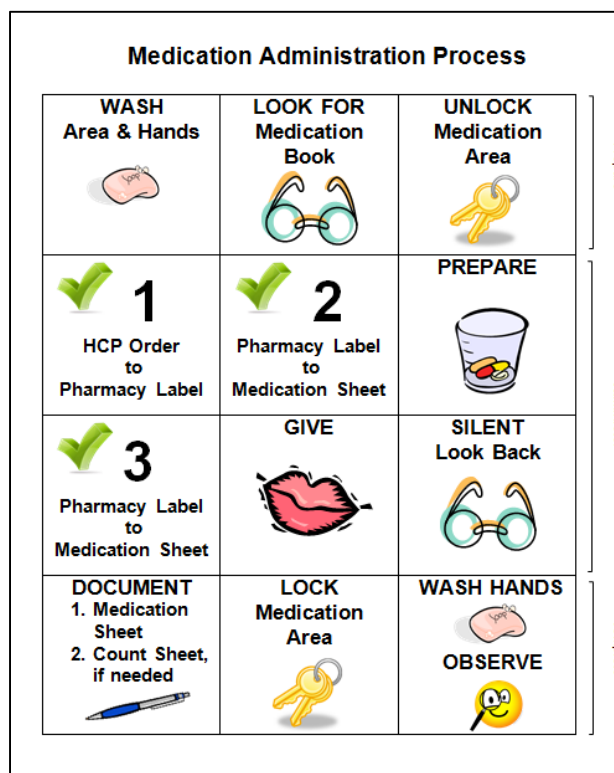 Medication Administration Process
WASH
Area & Hands
LOOK FOR
Medication
Book
UNLOCK
Medication
Area
1
HCP Order
to
Pharmacy Label
2
Pharmacy Label
to
Medication Sheet
PREPARE
3
Pharmacy Label
to
Medication Sheet
GIVE
SILENT
Look Back
DOCUMENT
1. Medication
Sheet
2. Count Sheet,
if needed
LOCK
Medication
Area
WASH HANDS
OBSERVE